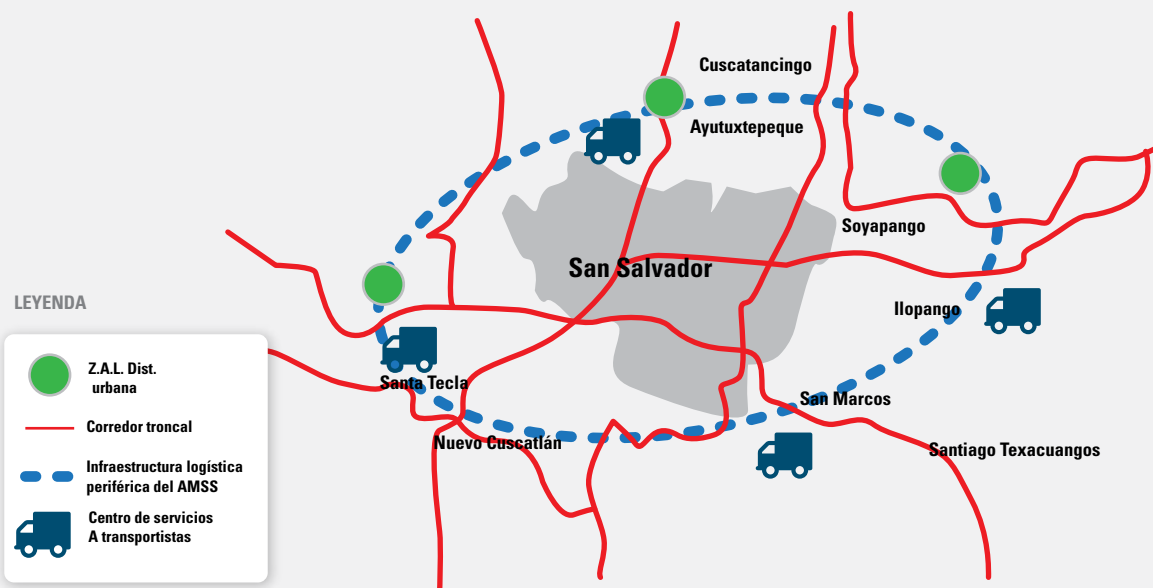 Cuscatancingo
Ayutuxtepeque
Soyapango
San Salvador
Ilopango
Santa Tecla
San Marcos
Nuevo Cuscatlán
Santiago Texacuangos
LEYENDA
Z.A.L. Dist.
urbana
Corredor troncal
Infraestructura logística
periférica del AMSS
Centro de servicios
A transportistas